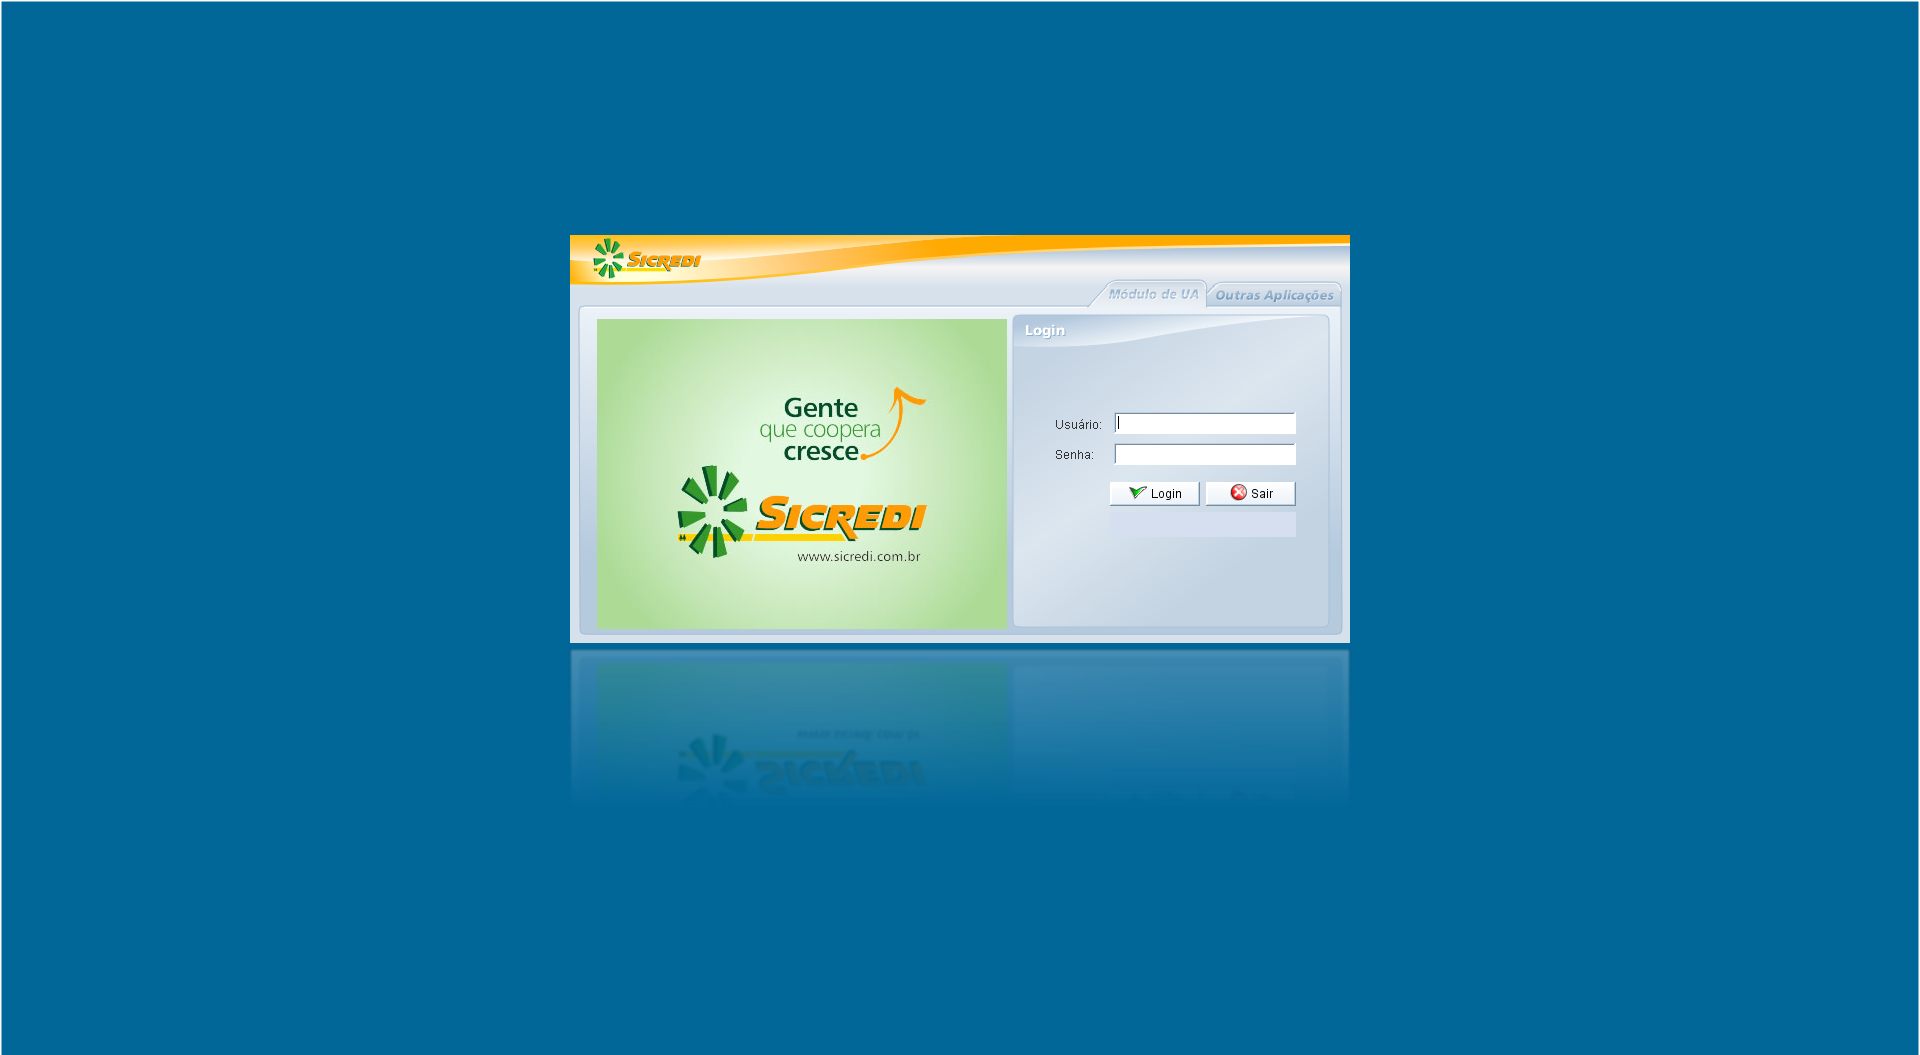 SICREDI
Módulo de UA
Outras Aplicações
Login
Gente
que coopera
cresce
SICREDI
www.sicredi.com.br
Usuário:
Senha:
Login
Sair